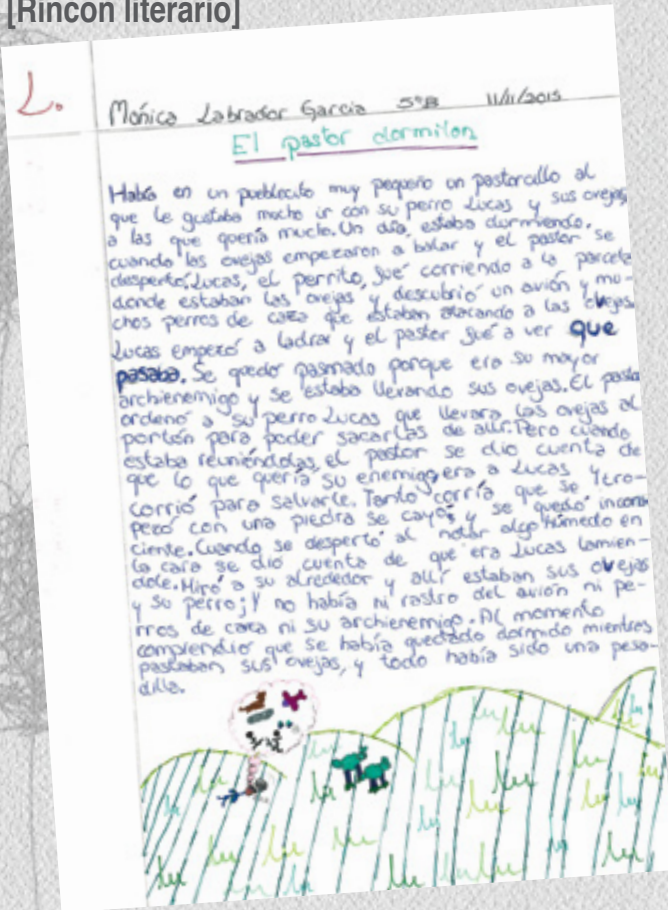 [Rincon literario]
L.
Mónica Labrador Garcia 5ºB 11/11/2015
El pastor dormilon
Había en un pueblecito muy pequeño un pastorcillo al
que le gustaba mucho ir con su perro Lucas y sus ovejas,
a las que quería mucho. Un día, estaba durmiendo,
cuando las ovejas empezaron a balar y el pastor se
despertó. Lucas, el perrito, fué corriendo a la parcela
donde estaban las ovejas y descubrió un avión y mu-
chos perros de caza que estaban atacando a las ovejas.
Lucas empezó a ladrar y el pastor fué a ver que
pasaba. Se quedó pasmado porque era su mayor
archienemigo y se estaba llevando sus ovejas. El pastor
ordenó a su perro Lucas que llevara las ovejas al
portón para poder sacarlas de allí. Pero cuando
estaba reuniéndolas, el pastor se dio cuenta de
que lo que quería su enemigo era a Lucas y
corrió para salvarle. Tanto corría que se tro-
pezó con una piedra se cayó y se quedó incons
ciente. Cuando se despertó al notar algo húmedo en
la cara se dió cuenta de que era Lucas lamien-
dole. Miró a su alrededor y allí estaban sus ovejas
y su perro ¡Y no había ni rastro del avión ni pe-
rros de caza ni su archienemigo. Al momento
comprendio que se había quedado dormido mientras
pastaban sus ovejas, y todo había sido una pesa-
dilla.